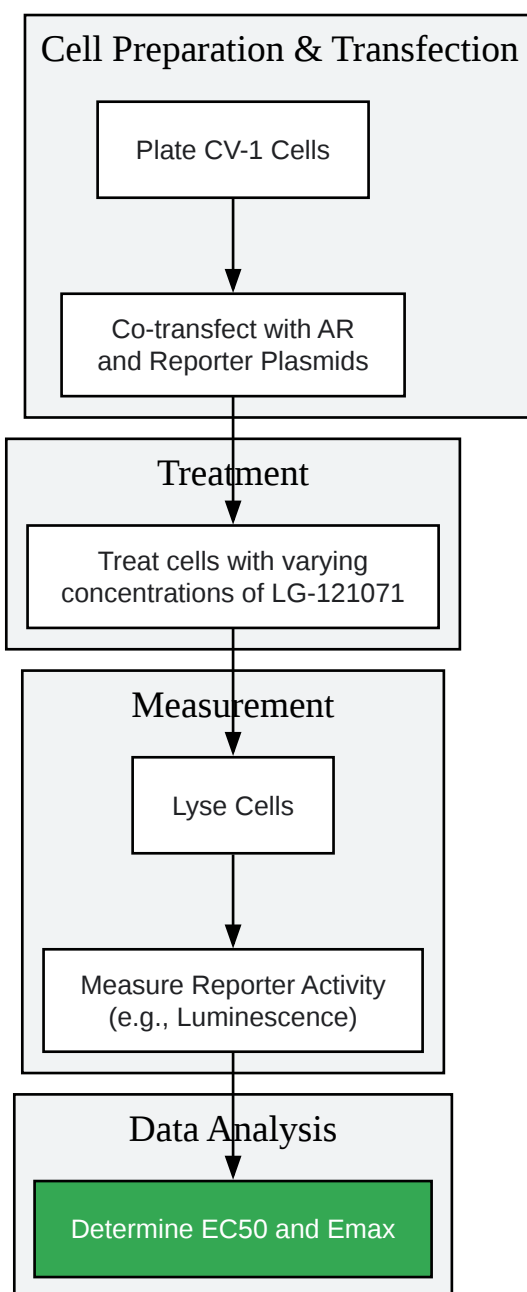 Cell Preparation & Transfection
Plate CV-1 Cells
Co-transfect with AR
and Reporter Plasmids
Treatment
Treat cells with varying
concentrations of LG-121071
Measurement
Lyse Cells
Measure Reporter Activity
(e.g., Luminescence)
Data Analysis
Determine EC50 and Emax